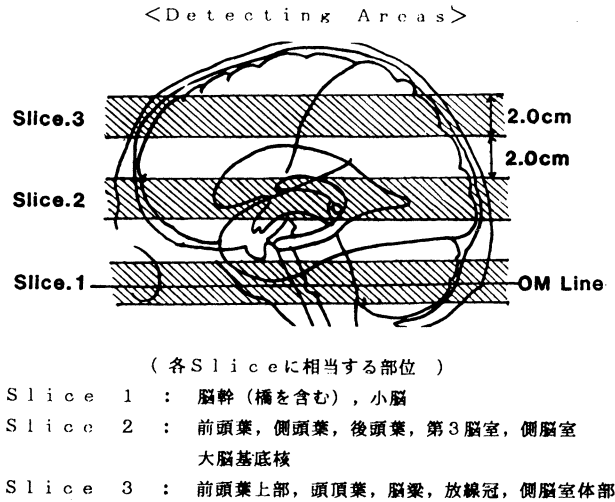 <Detecting Areas>
Slice.3
2.0cm
2.0cm
Slice.2
Slice.1
OM Line
(各Sliceに相当する部位)
Slice 1 : 脳幹(橋を含む),小脳
Slice 2 : 前頭葉,側頭葉,後頭葉,第3脳室,側脳室
大脳基底核
Slice 3 : 前頭葉上部,頭頂葉,脳梁,放線冠,側脳室体部